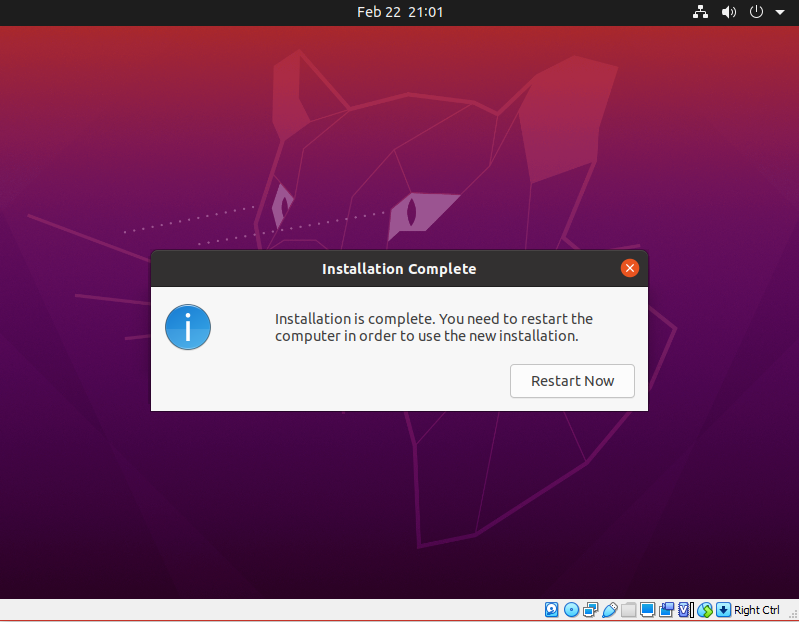 Feb 22 21:01
Installation Complete
Installation is complete. You need to restart the
computer in order to use the new installation.
Restart Now
Right Ctrl